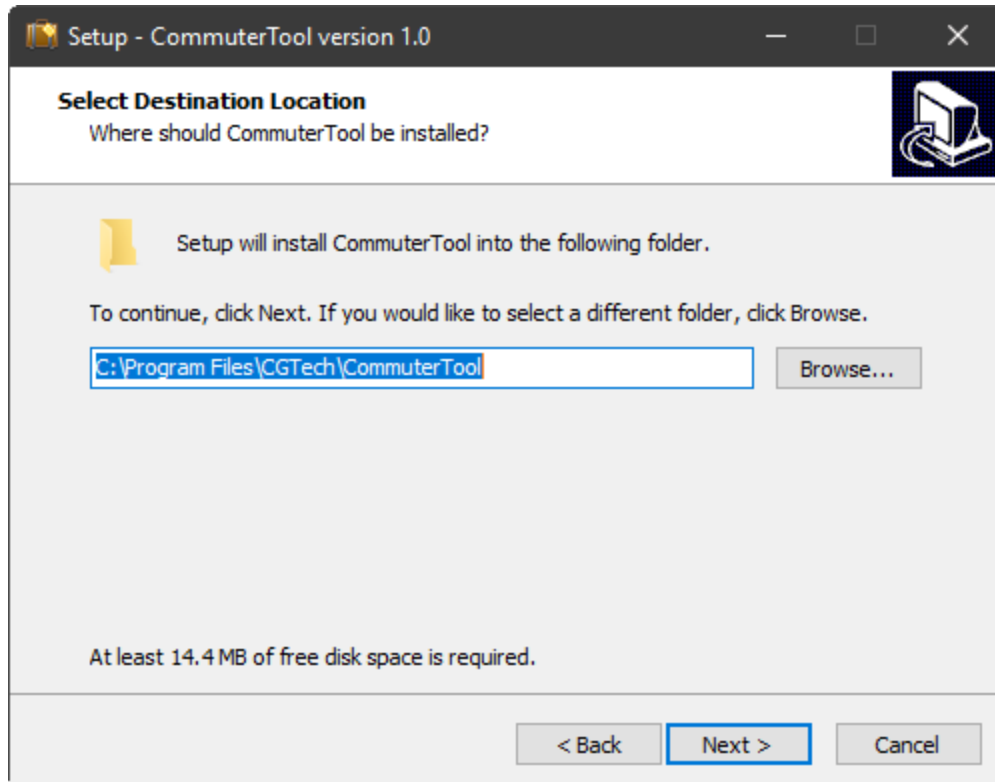 Setup - CommuterTool version 1.0
Select Destination Location
Where should CommuterTool be installed?
Setup will install CommuterTool into the following folder.
To continue, click Next. If you would like to select a different folder, click Browse.
C:\Program Files\CGTech\CommuterTool
Browse...
At least 14.4 MB of free disk space is required.
< Back
Next >
Cancel